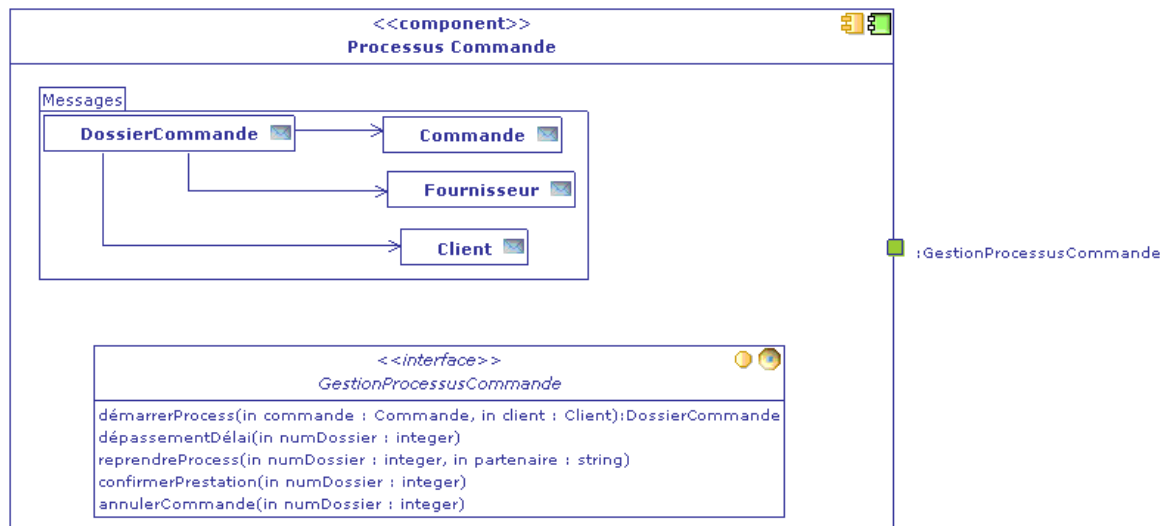 <<component>>
Processus Commande
Messages
DossierCommande
Commande
Fournisseur
Client
:GestionProcessusCommande
<<interface>>
GestionProcessusCommande
démarrerProcess(in commande : Commande, in client : Client):DossierCommande
dépassementDélai(in numDossier : integer)
reprendreProcess(in numDossier : integer, in partenaire : string)
confirmerPrestation(in numDossier : integer)
annulerCommande(in numDossier : integer)